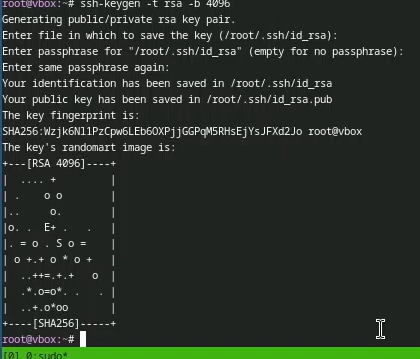 root@vbox:~# ssh-keygen -t rsa -b 4096
Generating public/private rsa key pair.
Enter file in which to save the key (/root/.ssh/id_rsa):
Enter passphrase for "/root/.ssh/id_rsa" (empty for no passphrase):
Enter same passphrase again:
Your identification has been saved in /root/.ssh/id_rsa
Your public key has been saved in /root/.ssh/id_rsa.pub
The key fingerprint is:
SHA256:Wzjk6Nl1PzCpw6LEb6OXPjjGGPqM5RHsEjYsJFXd2Jo root@vbox
The key's randomart image is:
+---[RSA 4096]----+
|  .... +         |
| .    o o        |
|..     o.        |
|o. .  E+ .   .   |
|. = o . S o =    |
| o +.+ o * o +   |
|  ..++=.+.+   o  |
|  .*.o=o*. .   . |
|  ..+.o*oo       |
+----[SHA256]-----+
root@vbox:~#
[0] 0:sudo*